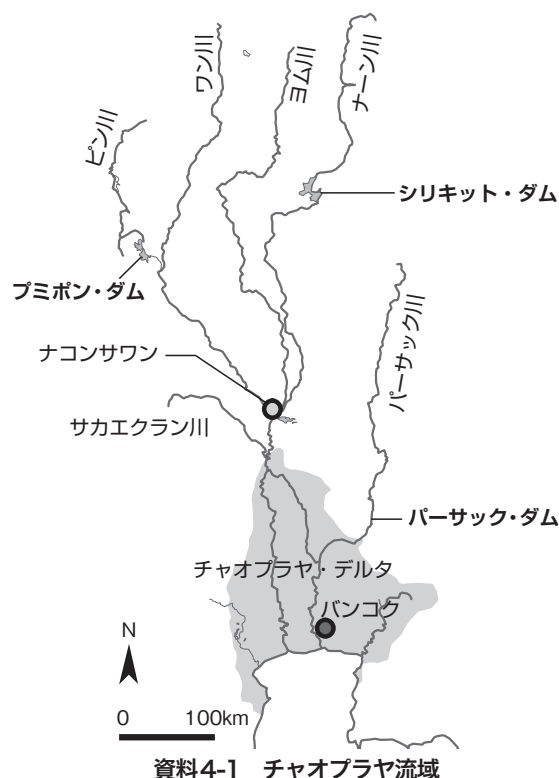 ワン川
ヨム川
ナーン川
ピン川
シリキット・ダム
プミポン・ダム
パーサック川
ナコンサワン
サカエクラン川
パーサック・ダム
チャオプラヤ・デルタ
バンコク
N
0 100km
資料4-1 チャオプラヤ流域